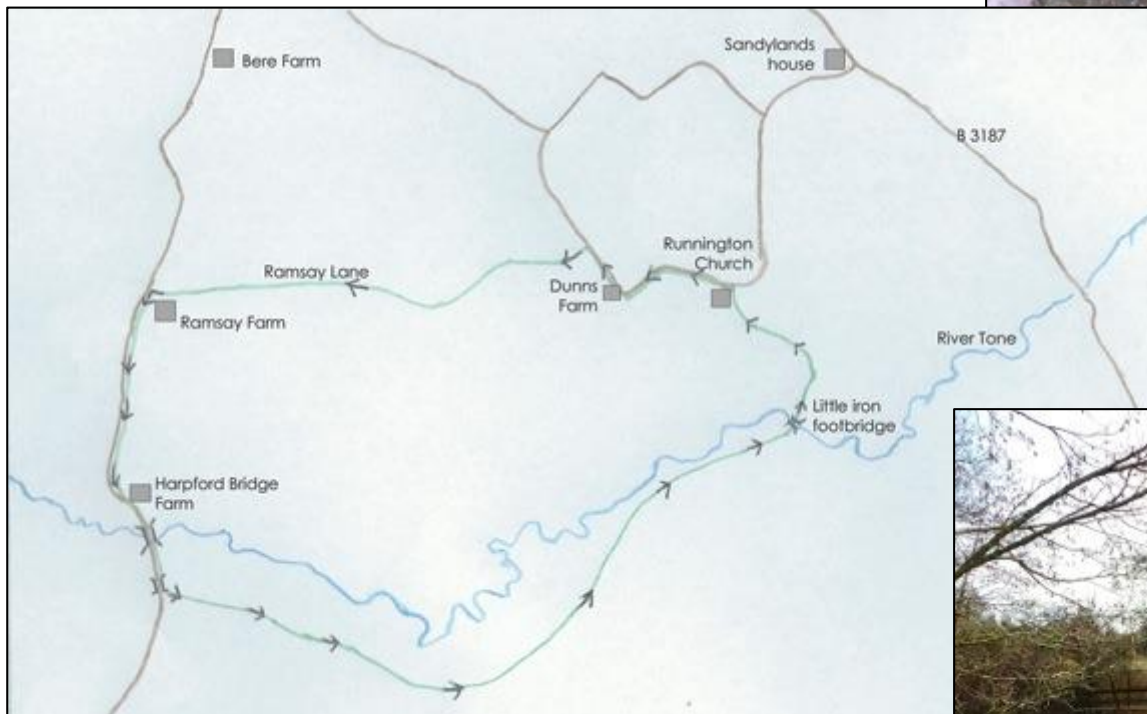 Bere Farm
Sandylands
house
B 3187
Runnington
Church
Ramsay Lane
Dunns
Farm
Ramsay Farm
River Tone
Little iron
footbridge
Harpford Bridge
Farm